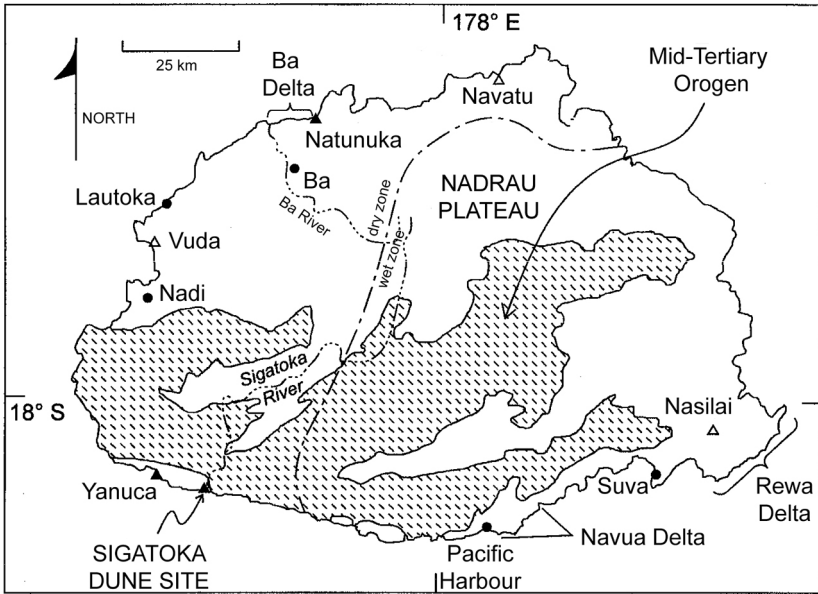 178° E
25 km
NORTH
Ba
Delta
Natunuka
Navatu
Mid-Tertiary
Orogen
Ba
Lautoka
Ba River
dry zone
wet zone
NADRAU
PLATEAU
Vuda
Nadi
Sigatoka
River
18° S
Nasilai
Yanuca
Suva
Rewa
Delta
SIGATOKA
DUNE SITE
Pacific
Harbour
Navua Delta